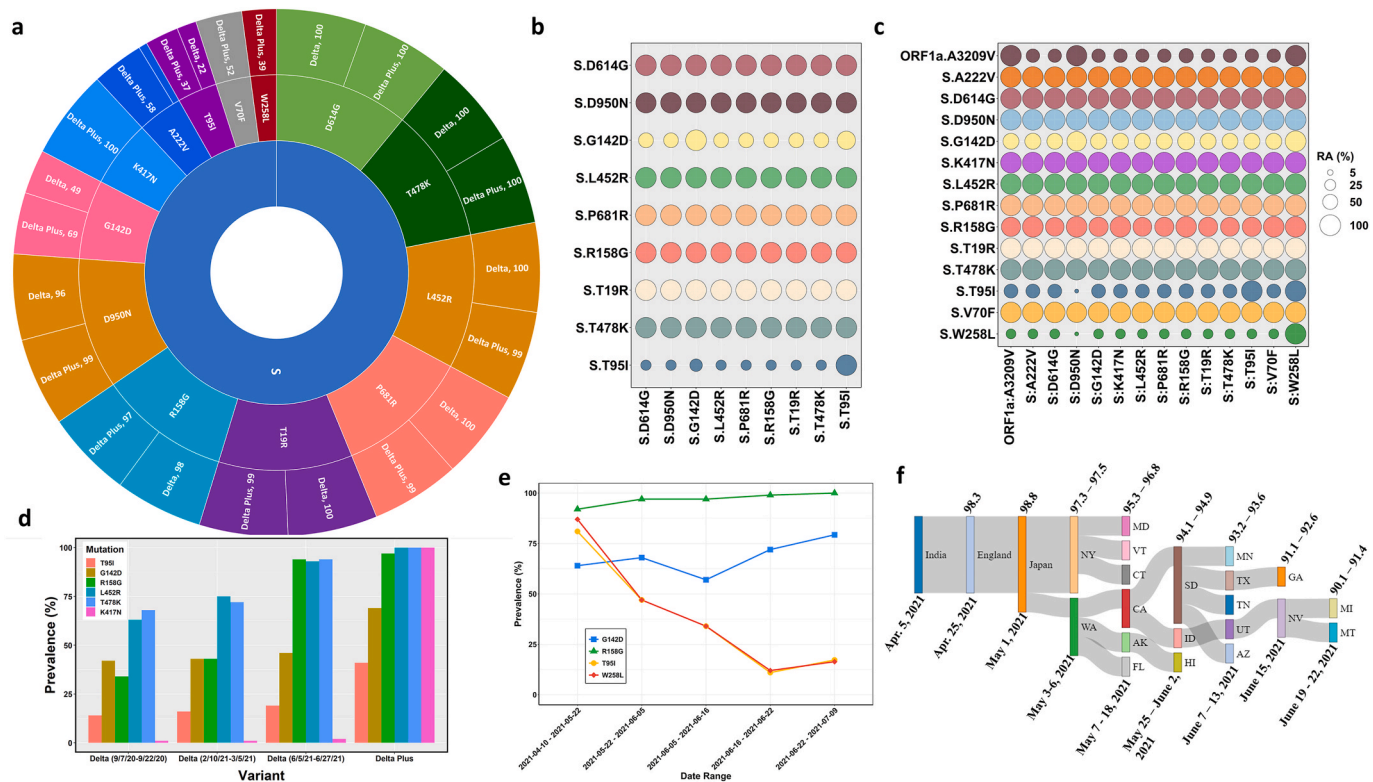 a
Delta, 100
Delta Plus, 100
D614G
Delta, 100
Delta Plus, 100
T478K
Delta, 100
Delta Plus, 99
L452R
Delta, 100
Delta Plus, 99
P681R
Delta, 100
Delta Plus, 99
T19R
Delta, 98
Delta Plus, 97
R158G
Delta Plus, 99
Delta, 96
D950N
Delta Plus, 69
Delta, 49
G142D
Delta Plus, 100
K417N
Delta Plus, 58
A222V
Delta Plus, 37
Delta, 22
T95I
Delta Plus, 52
V70F
Delta Plus, 39
W258L
S
b
S.D614G
S.D950N
S.G142D
S.L452R
S.P681R
S.R158G
S.T19R
S.T478K
S.T95I
S.D614G
S.D950N
S.G142D
S.L452R
S.P681R
S.R158G
S.T19R
S.T478K
S.T95I
c
ORF1a.A3209V
S.A222V
S.D614G
S.D950N
S.G142D
S.K417N
S.L452R
S.P681R
S.R158G
S.T19R
S.T478K
S.T95I
S.V70F
S.W258L
ORF1a:A3209V
S:A222V
S:D614G
S:D950N
S:G142D
S:K417N
S:L452R
S:P681R
S:R158G
S:T19R
S:T478K
S:T95I
S:V70F
S:W258L
RA (%)
5
25
50
100
d
Prevalence (%)
100
75
50
25
0
Mutation
T95I
G142D
R158G
L452R
T478K
K417N
Delta (9/7/20-9/22/20)
Delta (2/10/21-3/5/21)
Delta (6/5/21-6/27/21)
Delta Plus
Variant
e
Prevalence (%)
100
75
50
25
0
G142D
R158G
T95I
W258L
2021-04-10 - 2021-05-22
2021-05-22 - 2021-06-05
2021-06-05 - 2021-06-16
2021-06-16 - 2021-06-22
2021-06-22 - 2021-07-09
Date Range
f
98.3
98.8
97.3 – 97.5
95.3 – 96.8
94.1 – 94.9
93.2 – 93.6
91.1 – 92.6
90.1 – 91.4
India
England
Japan
NY
WA
MD
VT
CT
CA
AK
FL
SD
ID
HI
MN
TX
TN
UT
AZ
GA
NV
MI
MT
Apr. 5, 2021
Apr. 25, 2021
May 1, 2021
May 3-6, 2021
May 7 - 18, 2021
May 25 – June 2, 2021
June 7 – 13, 2021
June 15, 2021
June 19 - 22, 2021